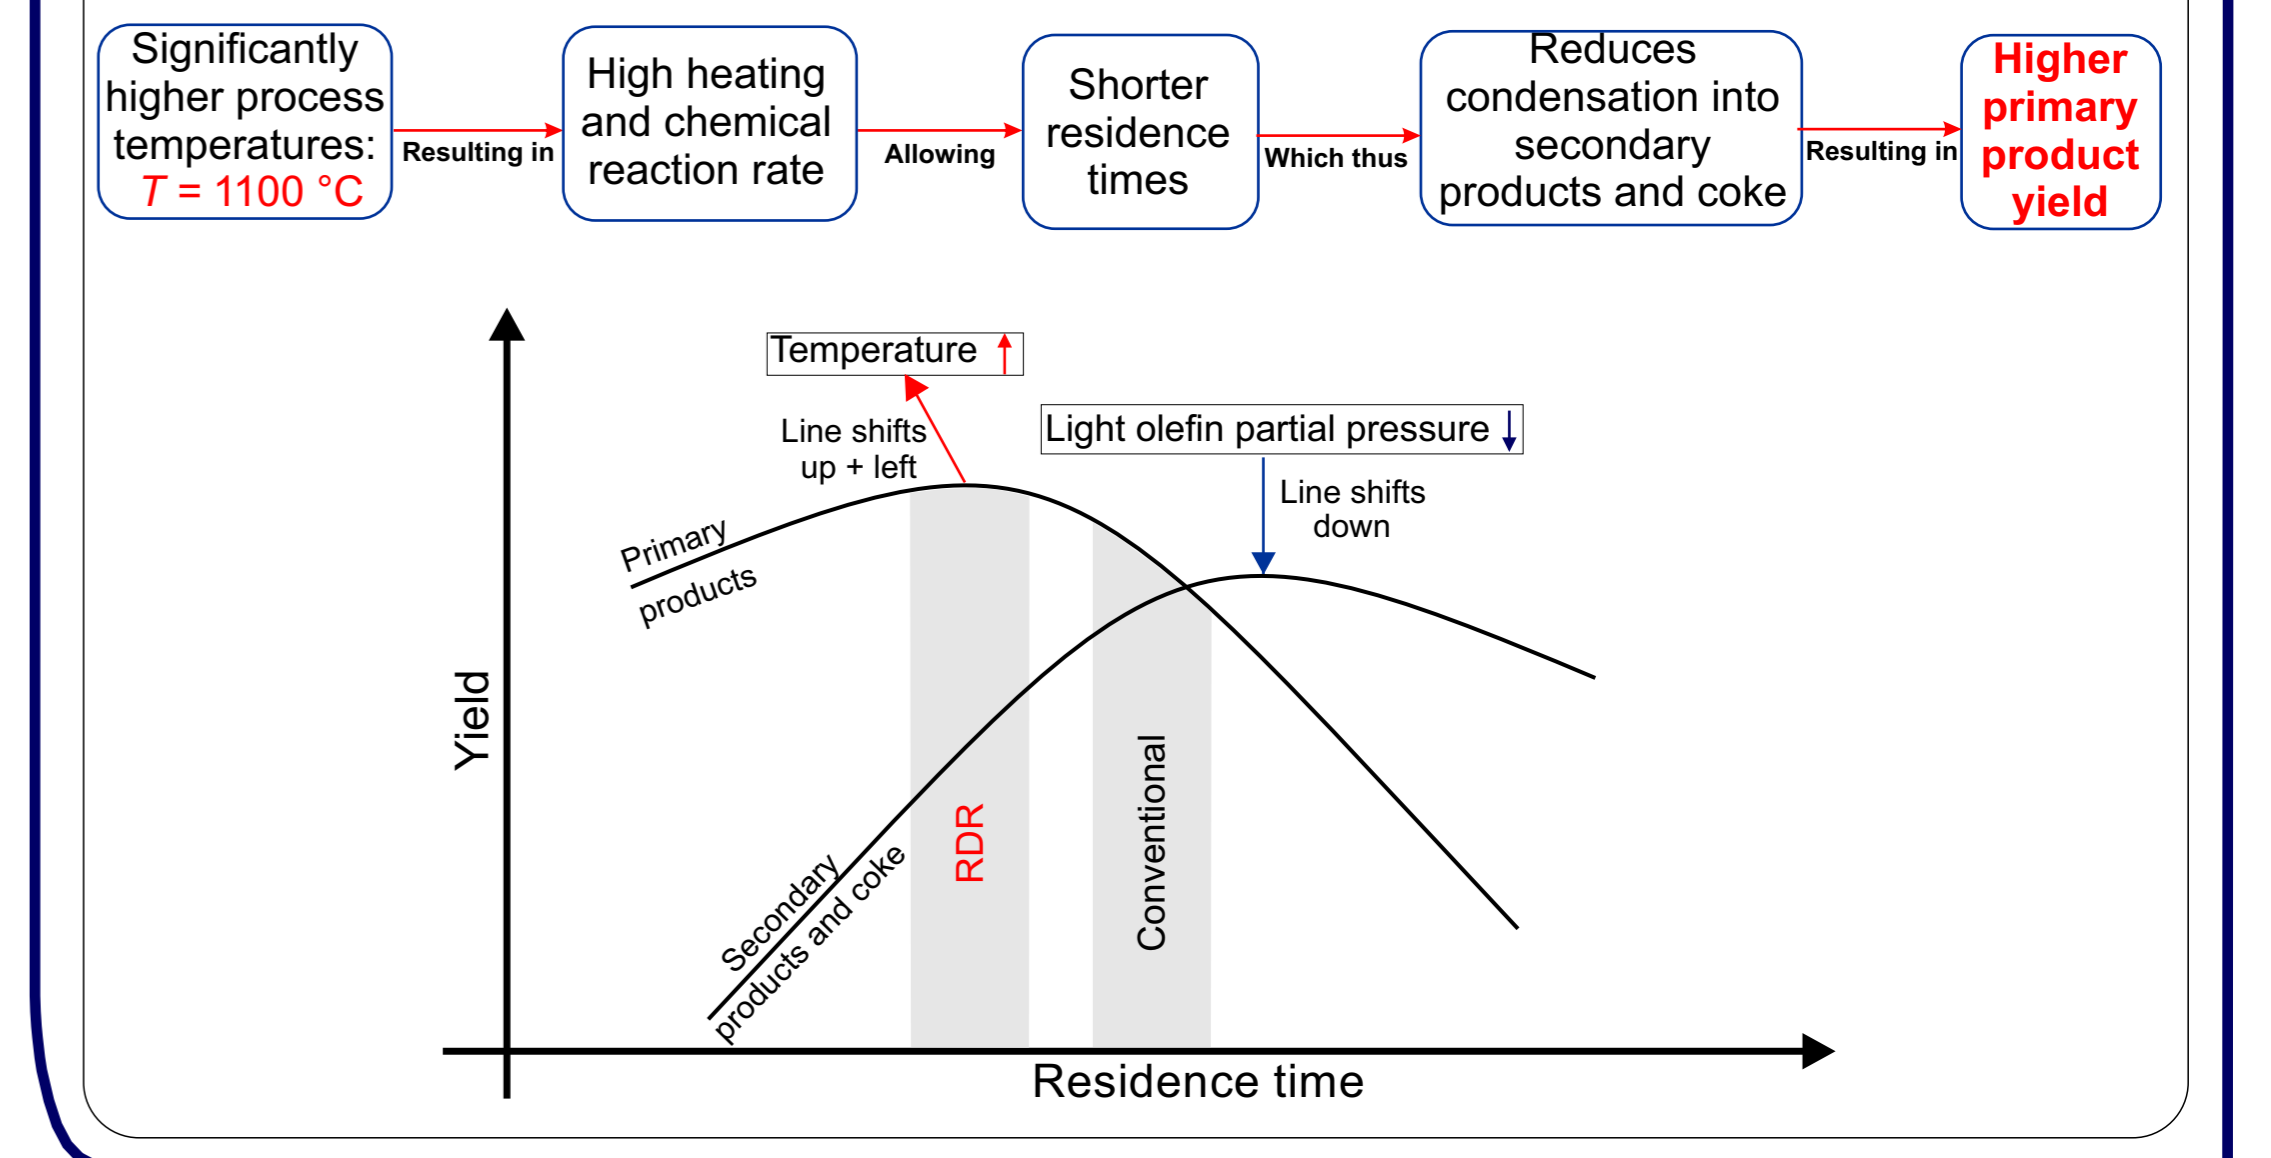 Significantly
higher process
temperatures:
T = 1100 °C
Resulting in
High heating
and chemical
reaction rate
Allowing
Shorter
residence
times
Which thus
Reduces
condensation into
secondary
products and coke
Resulting in
Higher
primary
product
yield
Temperature
Line shifts
up + left
Light olefin partial pressure
Line shifts
down
Primary
products
Yield
Secondary
products and coke
RDR
Conventional
Residence time